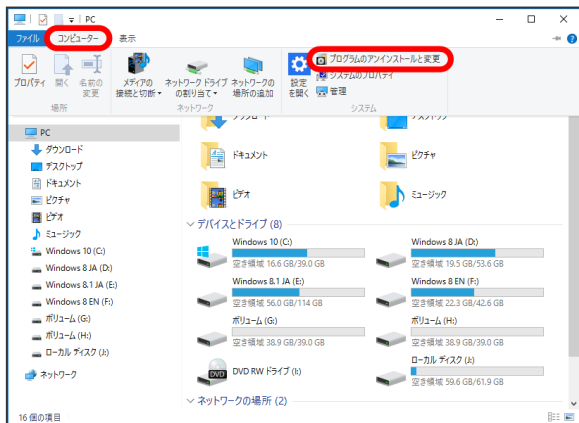 PC
ファイル コンピューター 表示
プロパティ 開く 名前の変更
メディアの接続と切断 ネットワーク ドライブの割り当て ネットワークの場所の追加
設定を開く
プログラムのアンインストールと変更
システムのプロパティ
管理
場所 ネットワーク システム
PC
ダウンロード
デスクトップ
ドキュメント
ピクチャ
ビデオ
ミュージック
Windows 10 (C:)
Windows 8 JA (D:)
Windows 8.1 JA (E:)
Windows 8 EN (F:)
ボリューム (G:)
ボリューム (H:)
ローカル ディスク (J:)
ネットワーク
ダウンロード デスクトップ
ドキュメント ピクチャ
ビデオ ミュージック
デバイスとドライブ (8)
Windows 10 (C:)
空き領域 16.6 GB/39.0 GB
Windows 8 JA (D:)
空き領域 19.5 GB/53.6 GB
Windows 8.1 JA (E:)
空き領域 56.0 GB/114 GB
Windows 8 EN (F:)
空き領域 22.3 GB/42.6 GB
ボリューム (G:)
空き領域 38.9 GB/39.0 GB
ボリューム (H:)
空き領域 38.9 GB/39.0 GB
DVD RW ドライブ (I:)
ローカル ディスク (J:)
空き領域 59.6 GB/61.9 GB
ネットワークの場所 (2)
16 個の項目